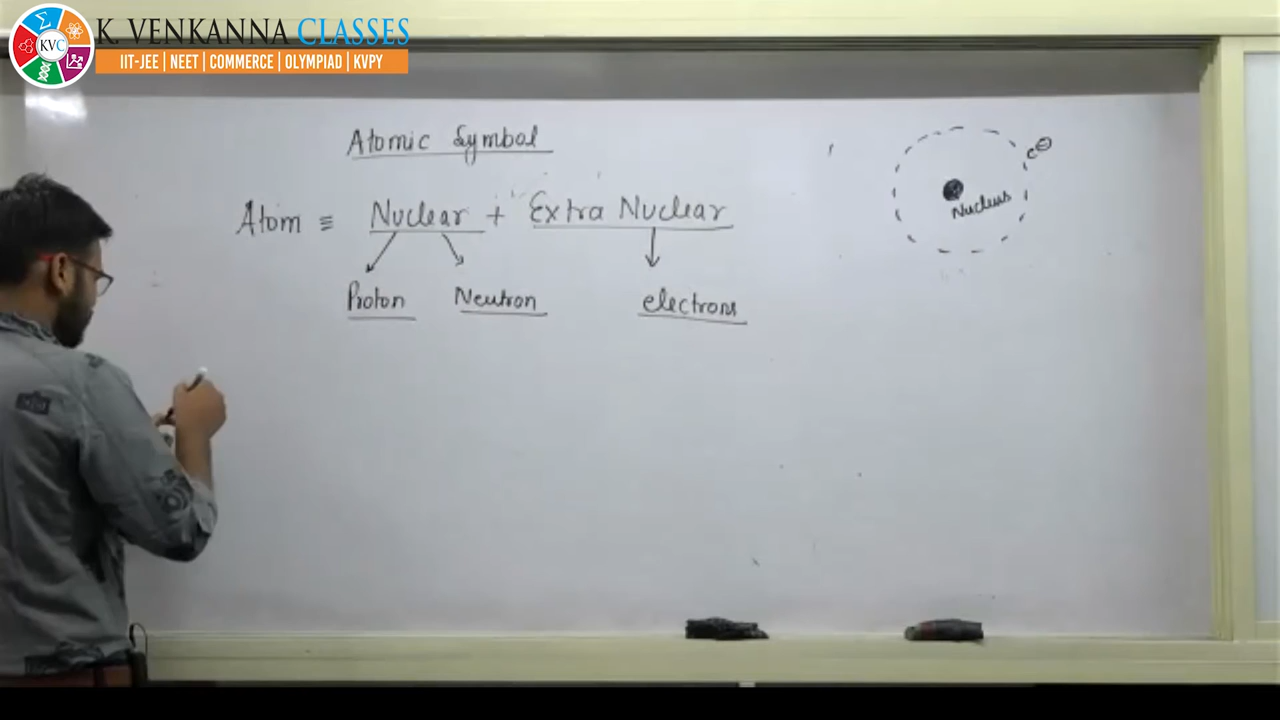 K. VENKANNA CLASSES
KVC
IIT-JEE | NEET | COMMERCE | OLYMPIAD | KVPY
Atomic Symbol
Atom ≡ Nuclear + Extra Nuclear
Proton Neutron electrons
e⊖
Nucleus